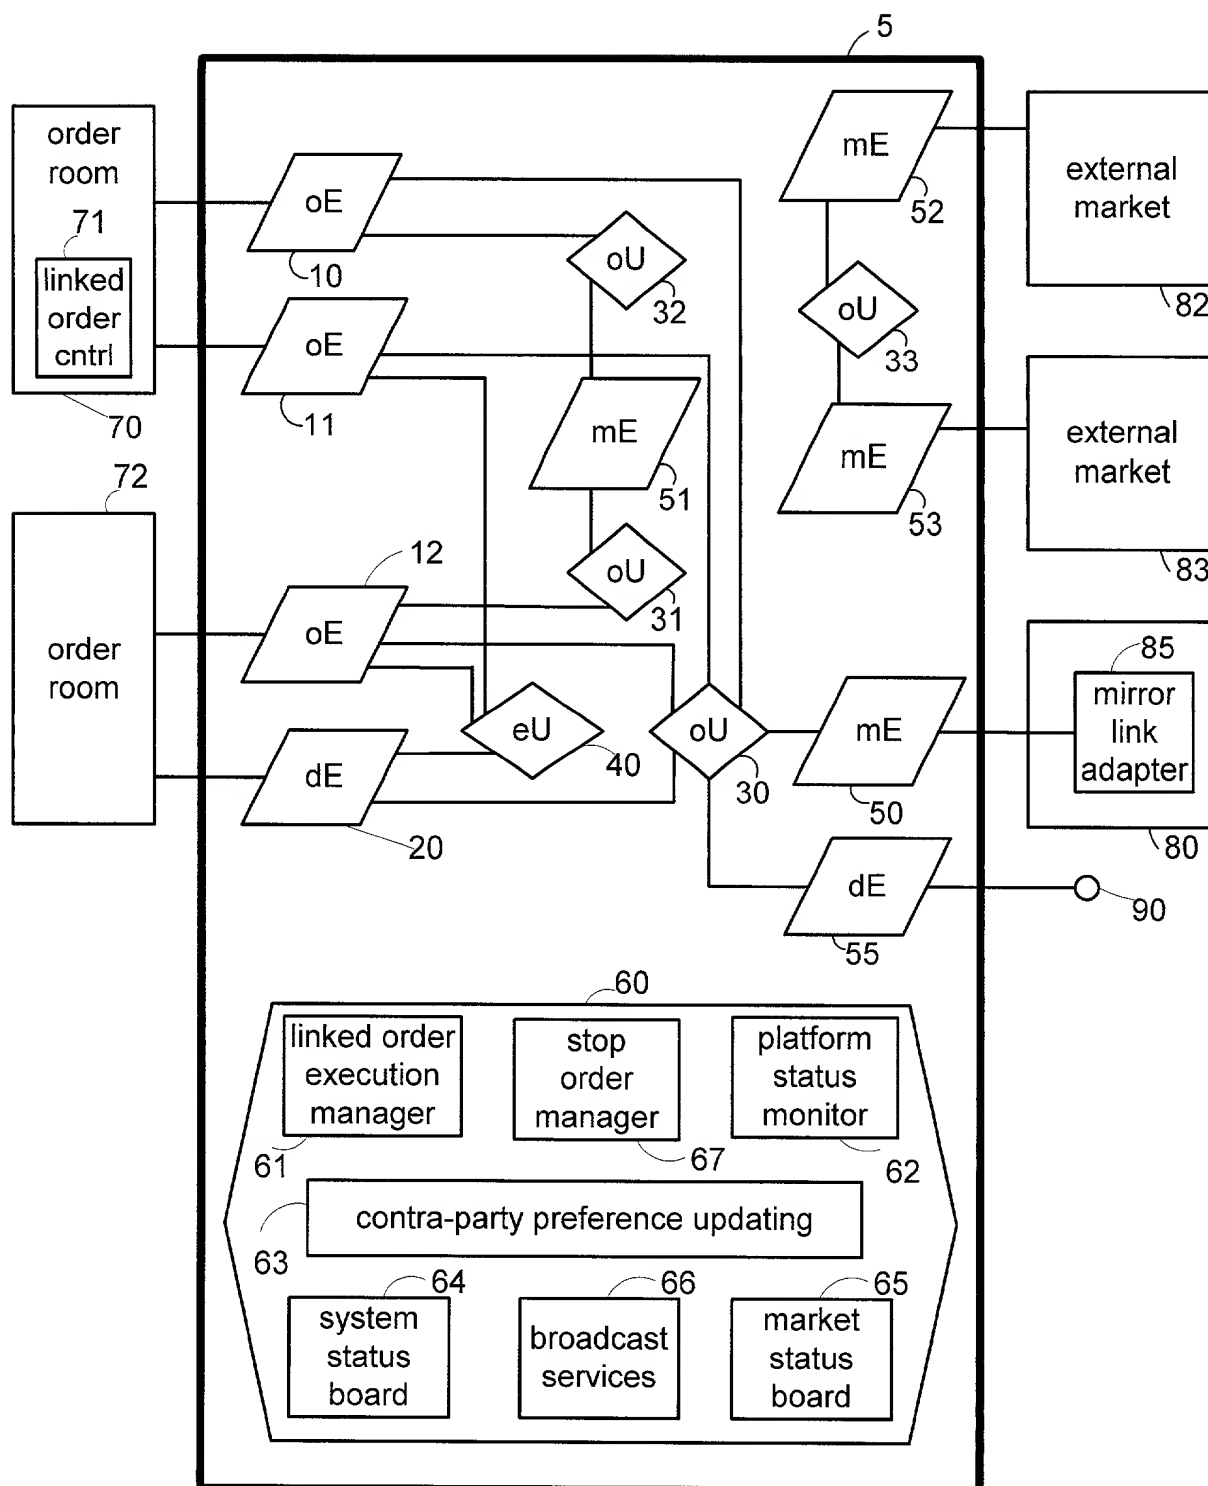 5
order
room
71
linked
order
cntrl
70
oE
10
oE
11
oU
32
mE
51
oU
31
mE
52
oU
33
mE
53
external
market
82
external
market
83
72
order
room
12
oE
dE
20
eU
40
oU
30
mE
50
dE
55
85
mirror
link
adapter
80
90
60
linked order
execution
manager
61
stop
order
manager
67
platform
status
monitor
62
contra-party preference updating
63
64
system
status
board
66
broadcast
services
65
market
status
board